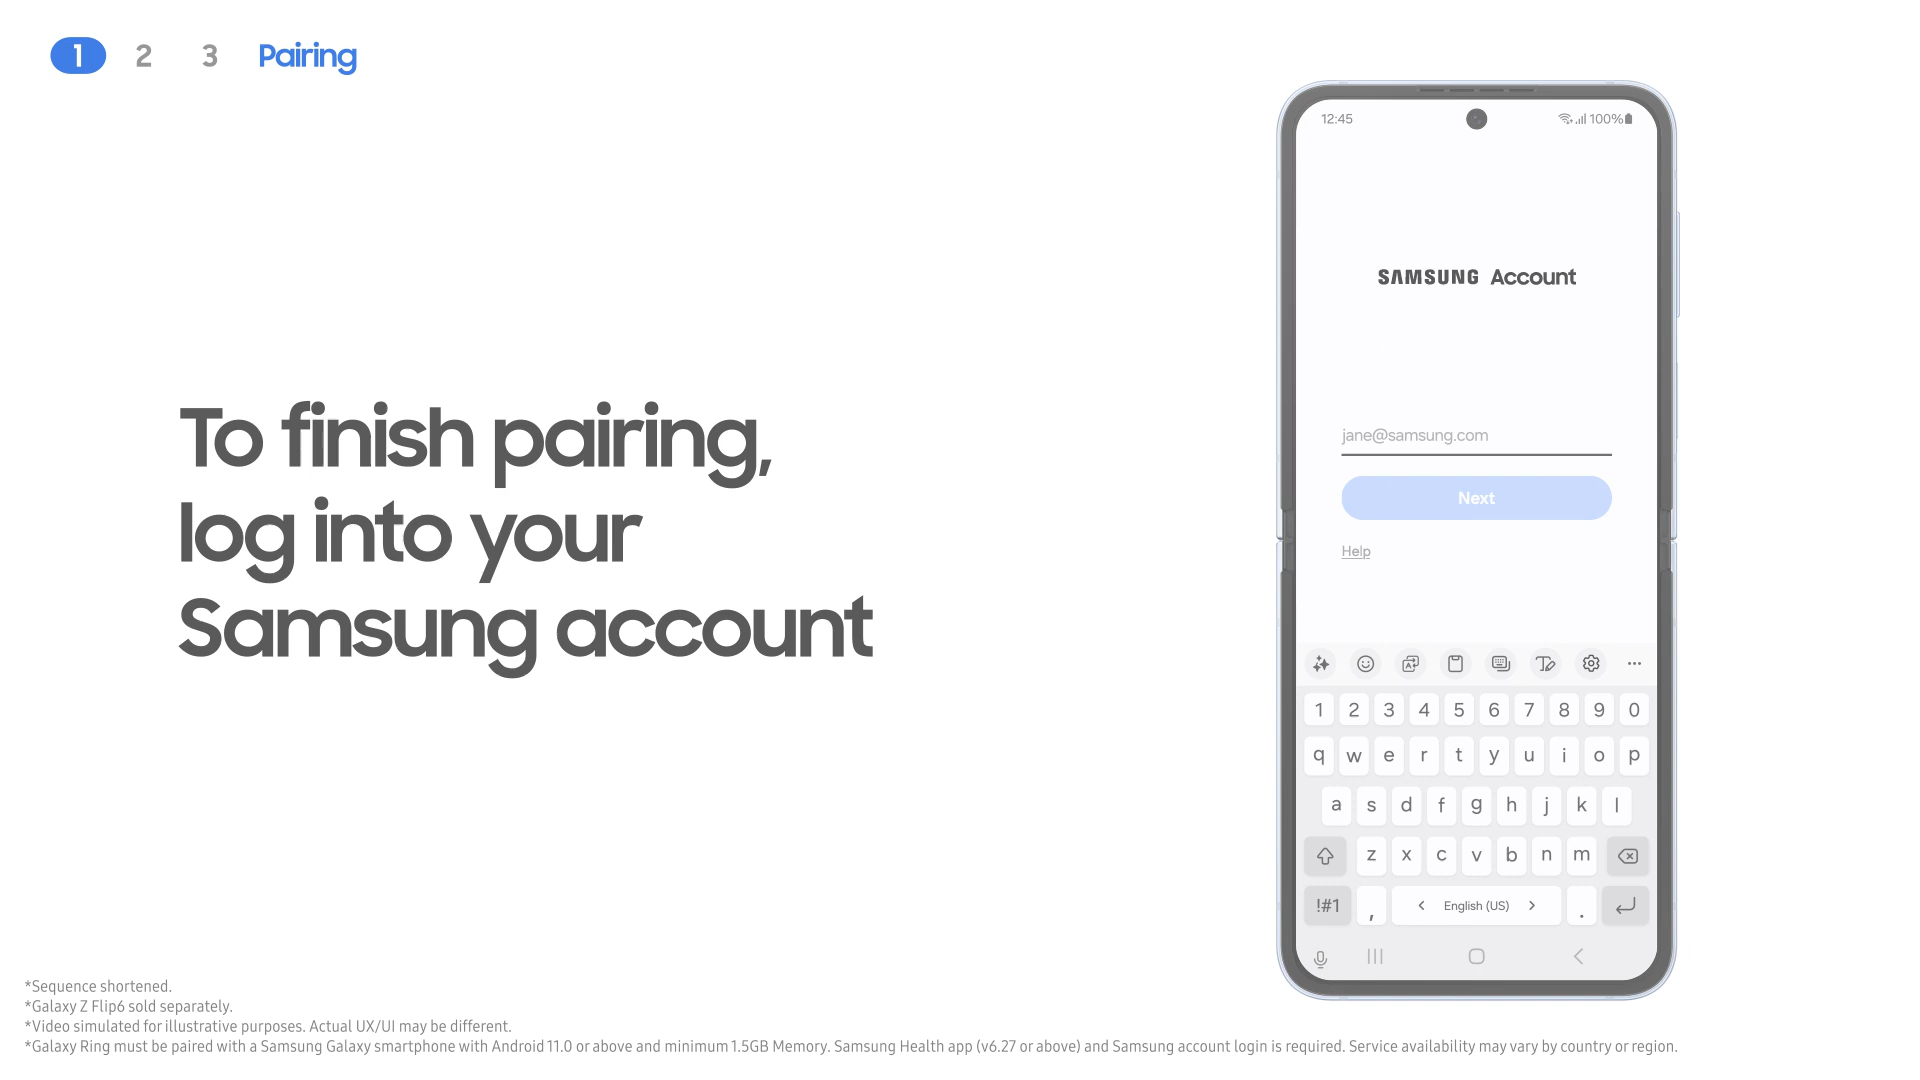 1 2 3 Pairing
To finish pairing,
log into your
Samsung account
12:45 100%
SAMSUNG Account
jane@samsung.com
Next
Help
1 2 3 4 5 6 7 8 9 0
q w e r t y u i o p
a s d f g h j k l
z x c v b n m
!#1 , < English (US) > .
*Sequence shortened.
*Galaxy Z Flip6 sold separately.
*Video simulated for illustrative purposes. Actual UX/UI may be different.
*Galaxy Ring must be paired with a Samsung Galaxy smartphone with Android 11.0 or above and minimum 1.5GB Memory. Samsung Health app (v6.27 or above) and Samsung account login is required. Service availability may vary by country or region.